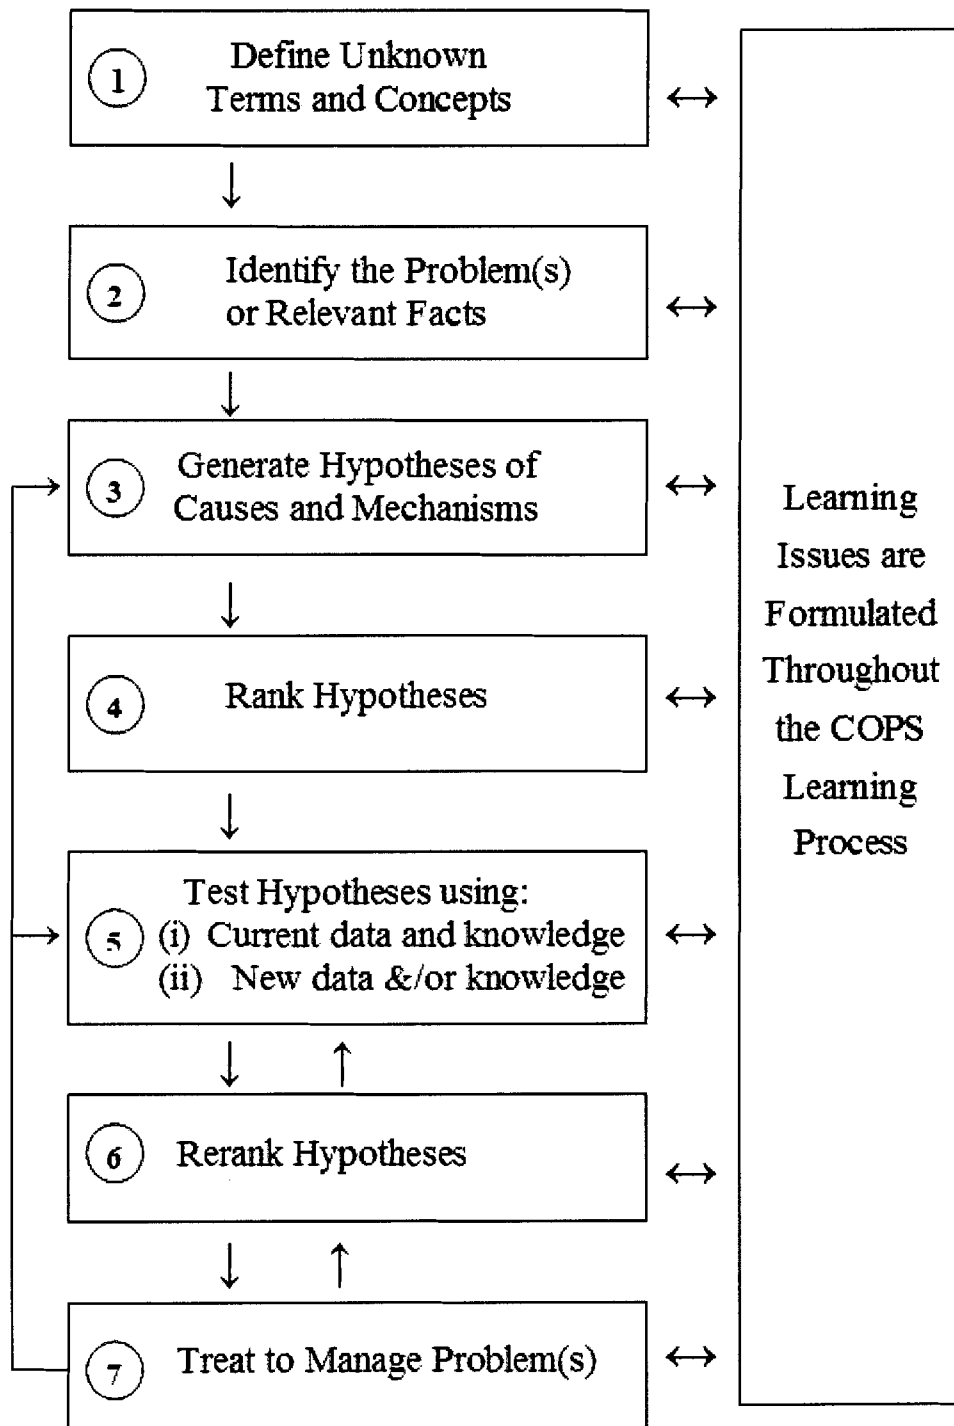 1
Define Unknown
Terms and Concepts
2
Identify the Problem(s)
or Relevant Facts
3
Generate Hypotheses of
Causes and Mechanisms
4
Rank Hypotheses
5
Test Hypotheses using:
(i) Current data and knowledge
(ii) New data &/or knowledge
6
Rerank Hypotheses
7
Treat to Manage Problem(s)
Learning
Issues are
Formulated
Throughout
the COPS
Learning
Process